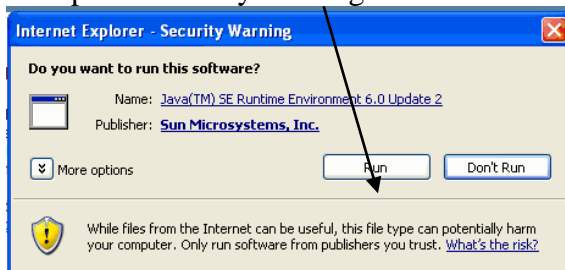 Internet Explorer - Security Warning
Do you want to run this software?
Name: Java(TM) SE Runtime Environment 6.0 Update 2
Publisher: Sun Microsystems, Inc.
More options
Run
Don't Run
While files from the Internet can be useful, this file type can potentially harm
your computer. Only run software from publishers you trust. What's the risk?